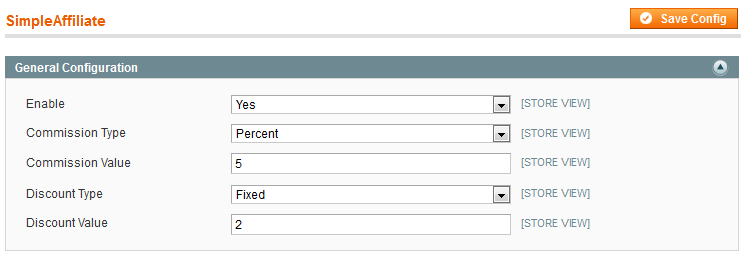 SimpleAffiliate
Save Config
General Configuration
Enable Yes [STORE VIEW]
Commission Type Percent [STORE VIEW]
Commission Value 5 [STORE VIEW]
Discount Type Fixed [STORE VIEW]
Discount Value 2 [STORE VIEW]